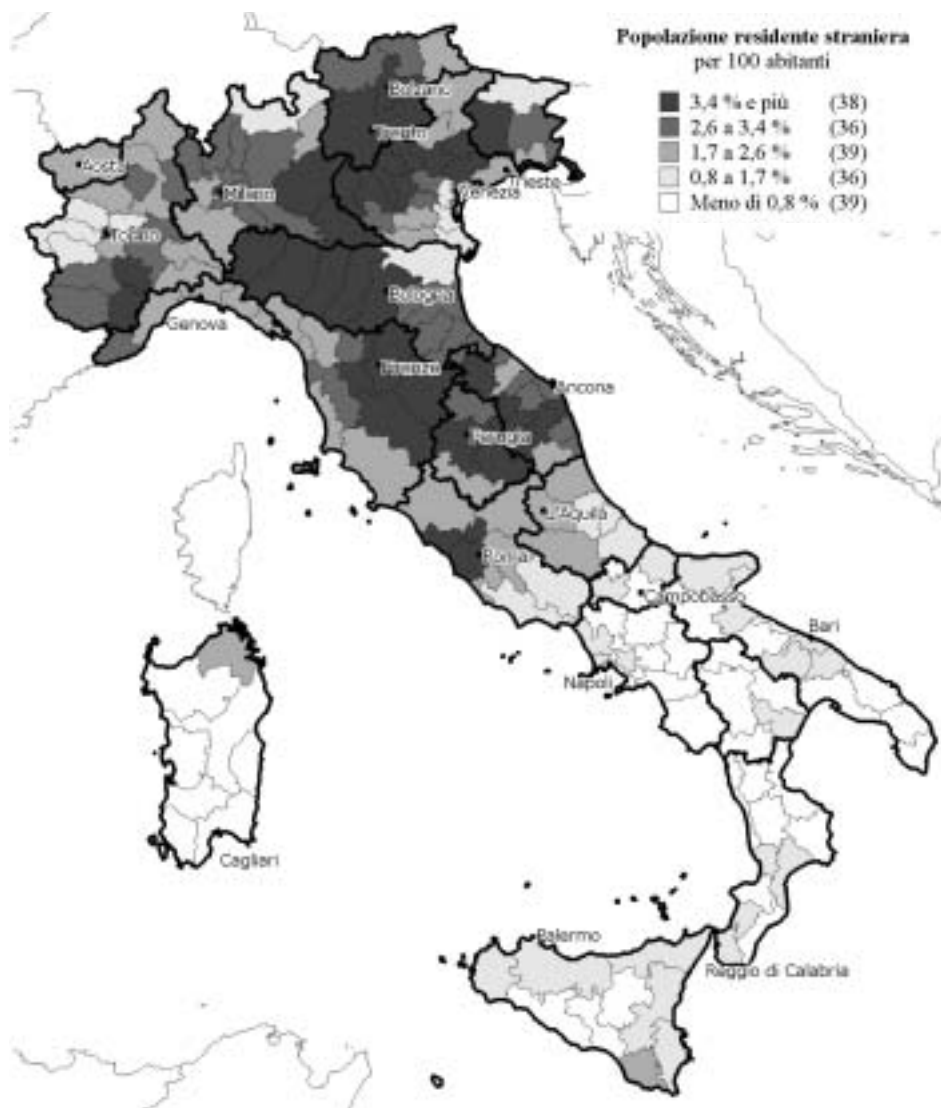 Popolazione residente straniera
per 100 abitanti
3,4 % e più (38)
2,6 a 3,4 % (36)
1,7 a 2,6 % (39)
0,8 a 1,7 % (36)
Meno di 0,8 % (39)
Bolzano
Trento
Aosta
Milano
Venezia
Trieste
Torino
Bologna
Genova
Firenze
Ancona
Perugia
L'Aquila
Roma
Campobasso
Bari
Napoli
Cagliari
Palermo
Reggio di Calabria